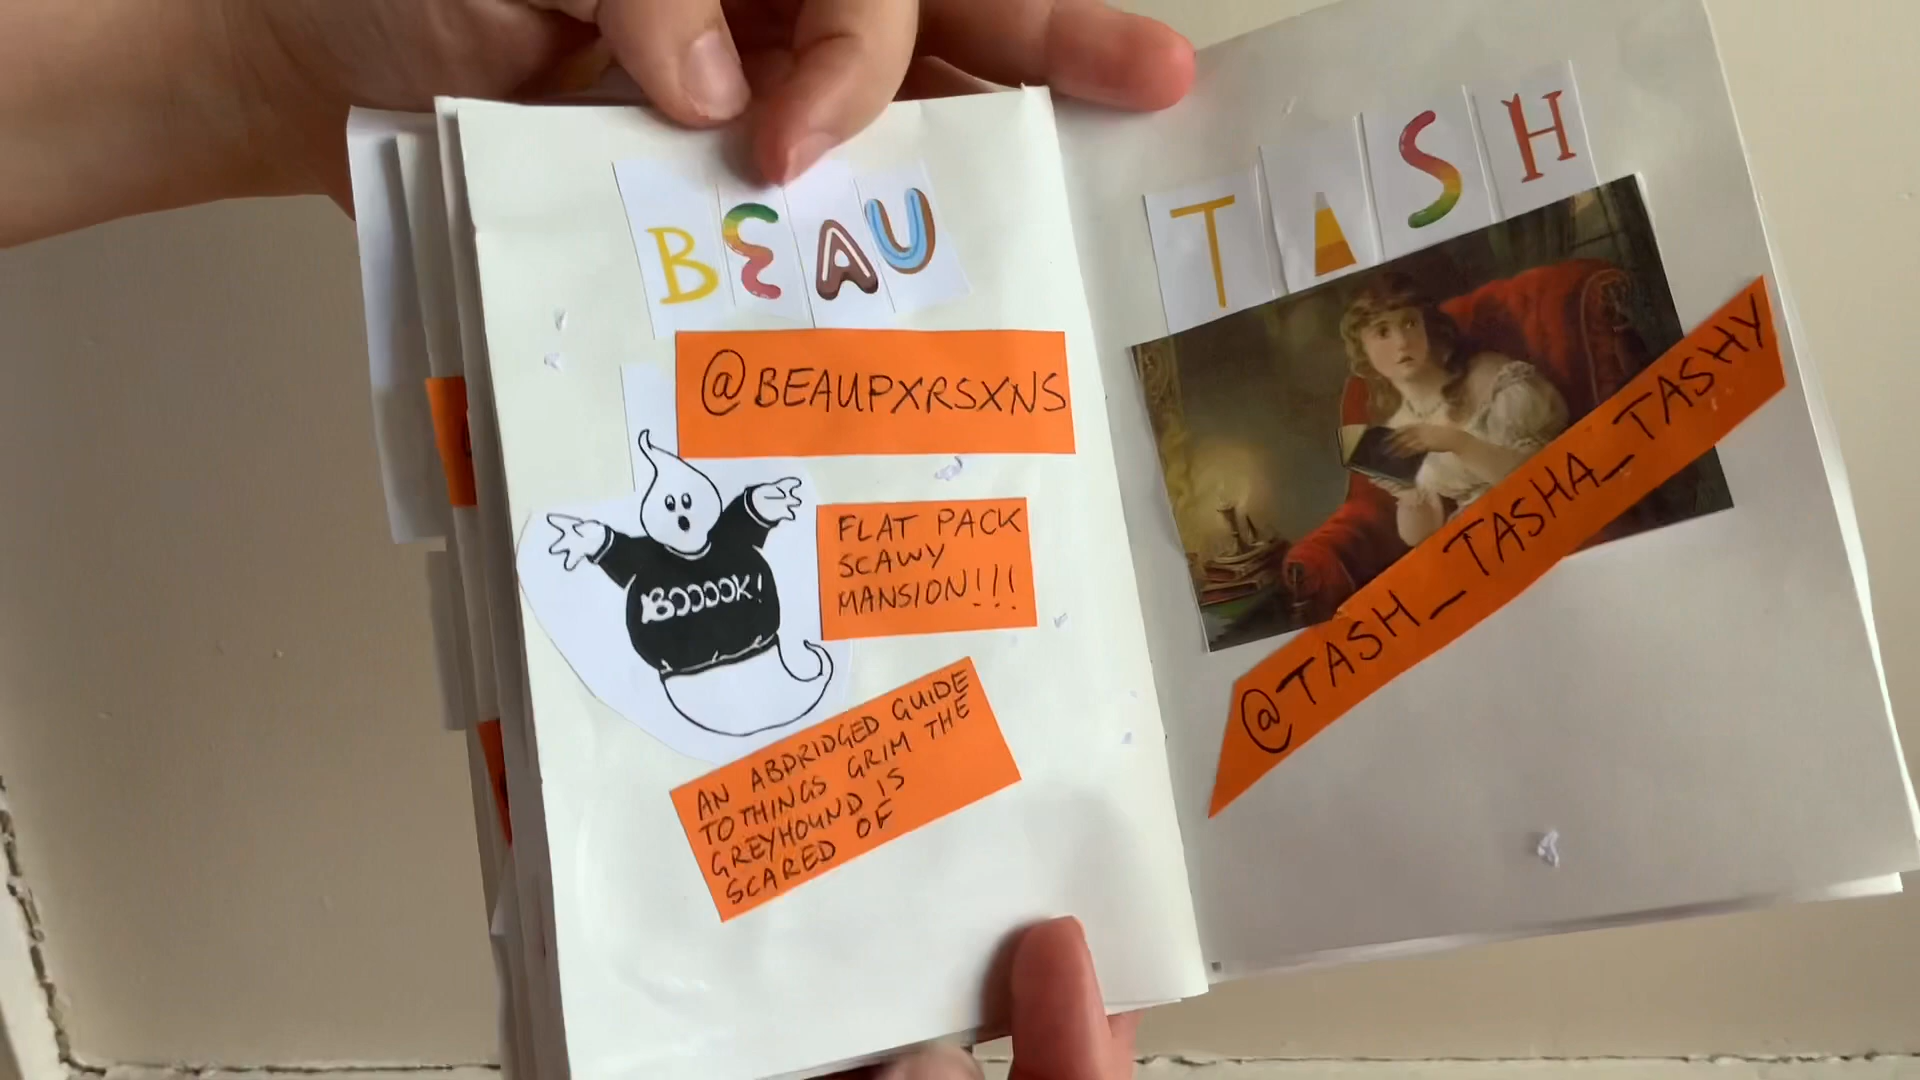 BEAU
@BEAUPXRSXNS
BOOOOK!
FLAT PACK
SCAWY
MANSION!!!
AN ABDRIDGED GUIDE
TO THINGS GRIM THE
GREYHOUND IS
SCARED OF
TASH
@TASH_TASHA_TASHY